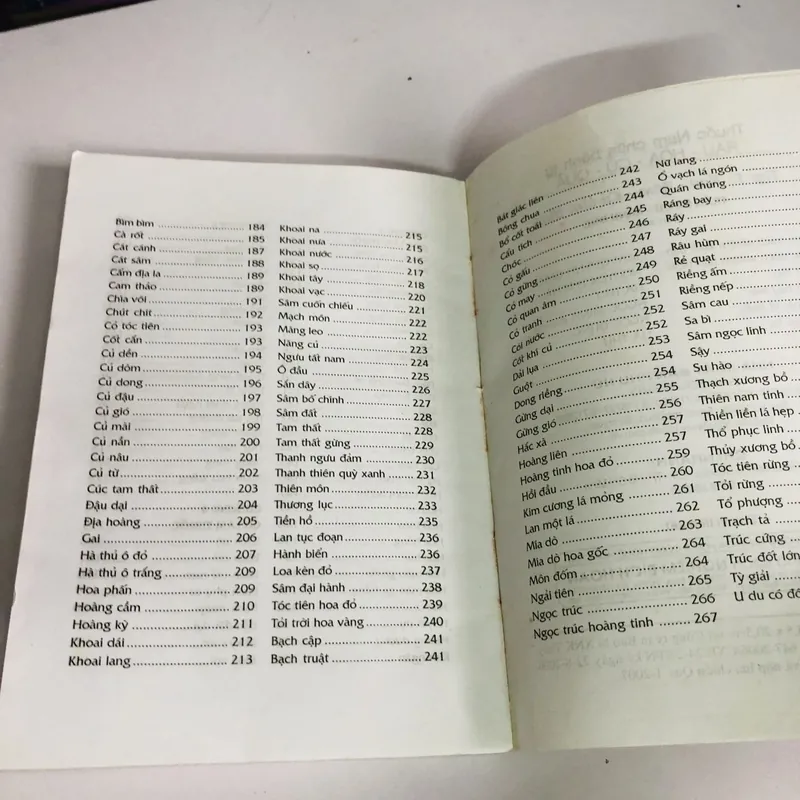 Bìm bìm ........ 184
Cà rốt ........ 185
Cát cánh ........ 187
Cát sâm ........ 188
Cẩm địa la ........ 189
Cam thảo ........ 189
Chìa vôi ........ 191
Chút chít ........ 192
Cỏ tóc tiên ........ 193
Cốt cắn ........ 193
Củ dền ........ 194
Củ dòm ........ 195
Củ dong ........ 196
Củ đậu ........ 197
Củ gió ........ 198
Củ mài ........ 199
Củ nần ........ 200
Củ nâu ........ 201
Củ từ ........ 202
Cúc tam thất ........ 203
Đậu dại ........ 204
Địa hoàng ........ 205
Gai ........ 206
Hà thủ ô đỏ ........ 207
Hà thủ ô trắng ........ 209
Hoa phấn ........ 209
Hoàng cầm ........ 210
Hoàng kỳ ........ 211
Khoai dái ........ 212
Khoai lang ........ 213
Khoai na ........ 215
Khoai nưa ........ 215
Khoai nước ........ 216
Khoai sọ ........ 217
Khoai tây ........ 218
Khoai vạc ........ 220
Sâm cuốn chiếu ........ 221
Mạch môn ........ 222
Mảng leo ........ 222
Năng củ ........ 223
Ngưu tất nam ........ 224
Ô đầu ........ 225
Sắn dây ........ 226
Sâm bố chính ........ 227
Sâm đất ........ 228
Tam thất ........ 228
Tam thất gừng ........ 229
Thanh ngưu đảm ........ 230
Thanh thiên quỳ xanh ........ 231
Thiên môn ........ 232
Thương lục ........ 233
Tiền hồ ........ 235
Lan tục đoạn ........ 236
Hành biển ........ 236
Loa kèn đỏ ........ 237
Sâm đại hành ........ 238
Tóc tiên hoa đỏ ........ 239
Tỏi trời hoa vàng ........ 240
Bạch cập ........ 241
Bạch truật ........ 241
Bát giác liên ........ 242
Bông chua ........ 243
Bổ cốt toái ........ 244
Cẩu tích ........ 245
Chóc ........ 246
Cỏ gấu ........ 247
Cỏ gừng ........ 248
Cỏ may ........ 249
Cỏ quan âm ........ 250
Cỏ tranh ........ 251
Cói nước ........ 252
Cốt khí củ ........ 252
Dải lụa ........ 253
Guột ........ 254
Dong riềng ........ 254
Gừng dại ........ 255
Gừng gió ........ 256
Hắc xà ........ 257
Hoàng liên ........ 257
Hoàng tinh hoa đỏ ........ 259
Hồi đầu ........ 260
Kim cương lá mỏng ........ 261
Lan một lá ........ 262
Mía dò ........ 263
Mía dò hoa gốc ........ 264
Môn đốm ........ 264
Ngải tiên ........ 265
Ngọc trúc ........ 266
Ngọc trúc hoàng tinh ........ 267
Nữ lang ........
Ổ vạch lá ngón ........
Quán chúng ........
Ráng bay ........
Ráy ........
Ráy gai ........
Râu hùm ........
Rẻ quạt ........
Riềng ấm ........
Riềng nếp ........
Sâm cau ........
Sa bì ........
Sâm ngọc linh ........
Sậy ........
Su hào ........
Thạch xương bồ ........
Thiên nam tinh ........
Thiền liền lá hẹp ........
Thổ phục linh ........
Thủy xương bồ ........
Tóc tiên rừng ........
Tỏi rừng ........
Tổ phượng ........
Trạch tả ........
Trúc cứng ........
Trúc đốt lớn
Tỳ giải ........
U du có đố